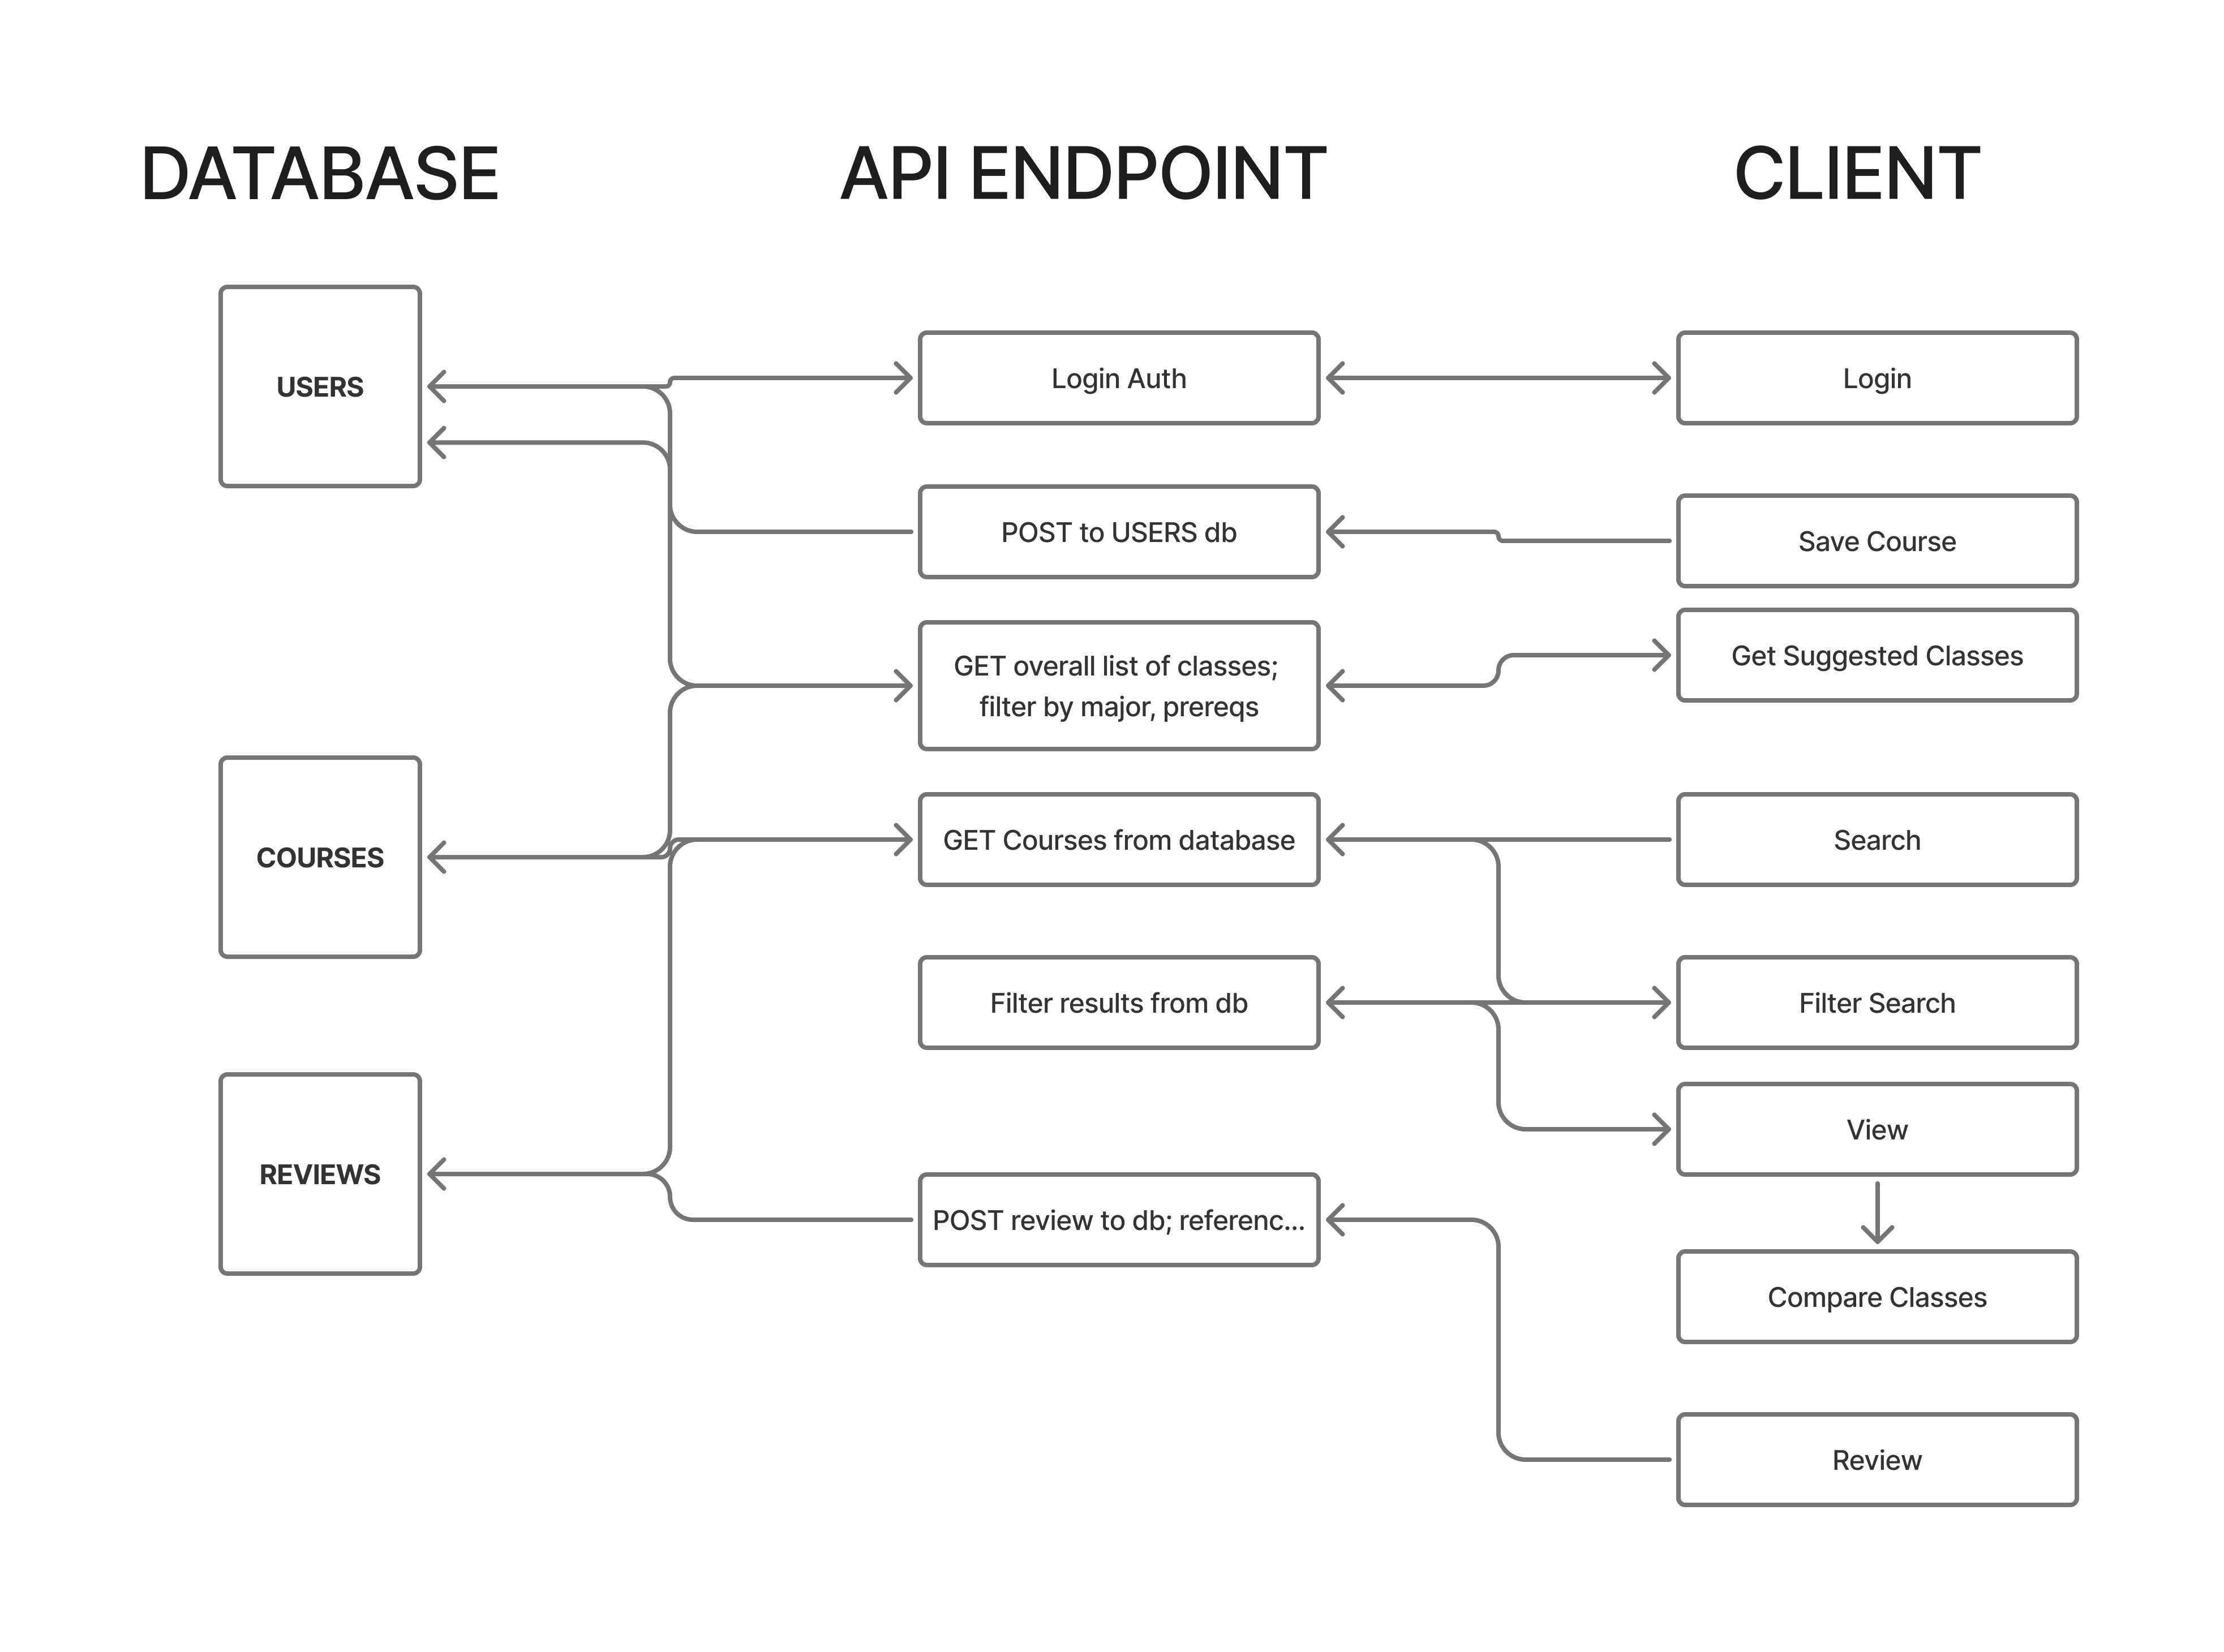 DATABASE
API ENDPOINT
CLIENT
USERS
Login Auth
Login
POST to USERS db
Save Course
GET overall list of classes;
filter by major, prereqs
Get Suggested Classes
COURSES
GET Courses from database
Search
Filter results from db
Filter Search
REVIEWS
View
POST review to db; referenc...
Compare Classes
Review